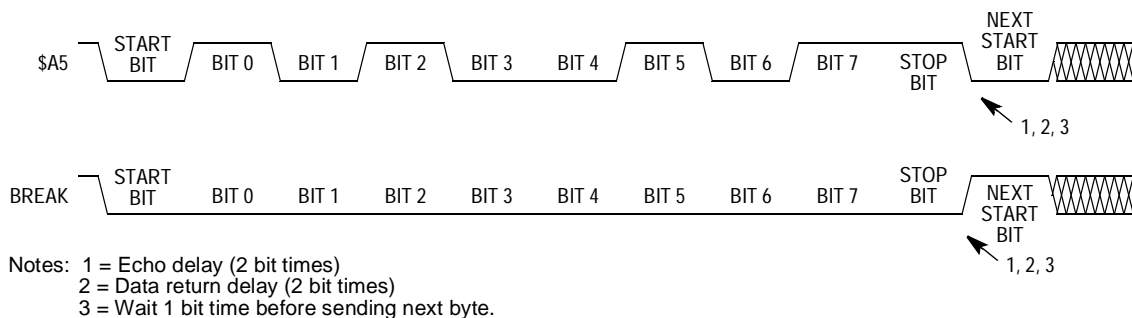 $A5 START BIT BIT 0 BIT 1 BIT 2 BIT 3 BIT 4 BIT 5 BIT 6 BIT 7 STOP BIT NEXT START BIT
1, 2, 3
BREAK START BIT BIT 0 BIT 1 BIT 2 BIT 3 BIT 4 BIT 5 BIT 6 BIT 7 STOP BIT NEXT START BIT
1, 2, 3
Notes: 1 = Echo delay (2 bit times)
2 = Data return delay (2 bit times)
3 = Wait 1 bit time before sending next byte.